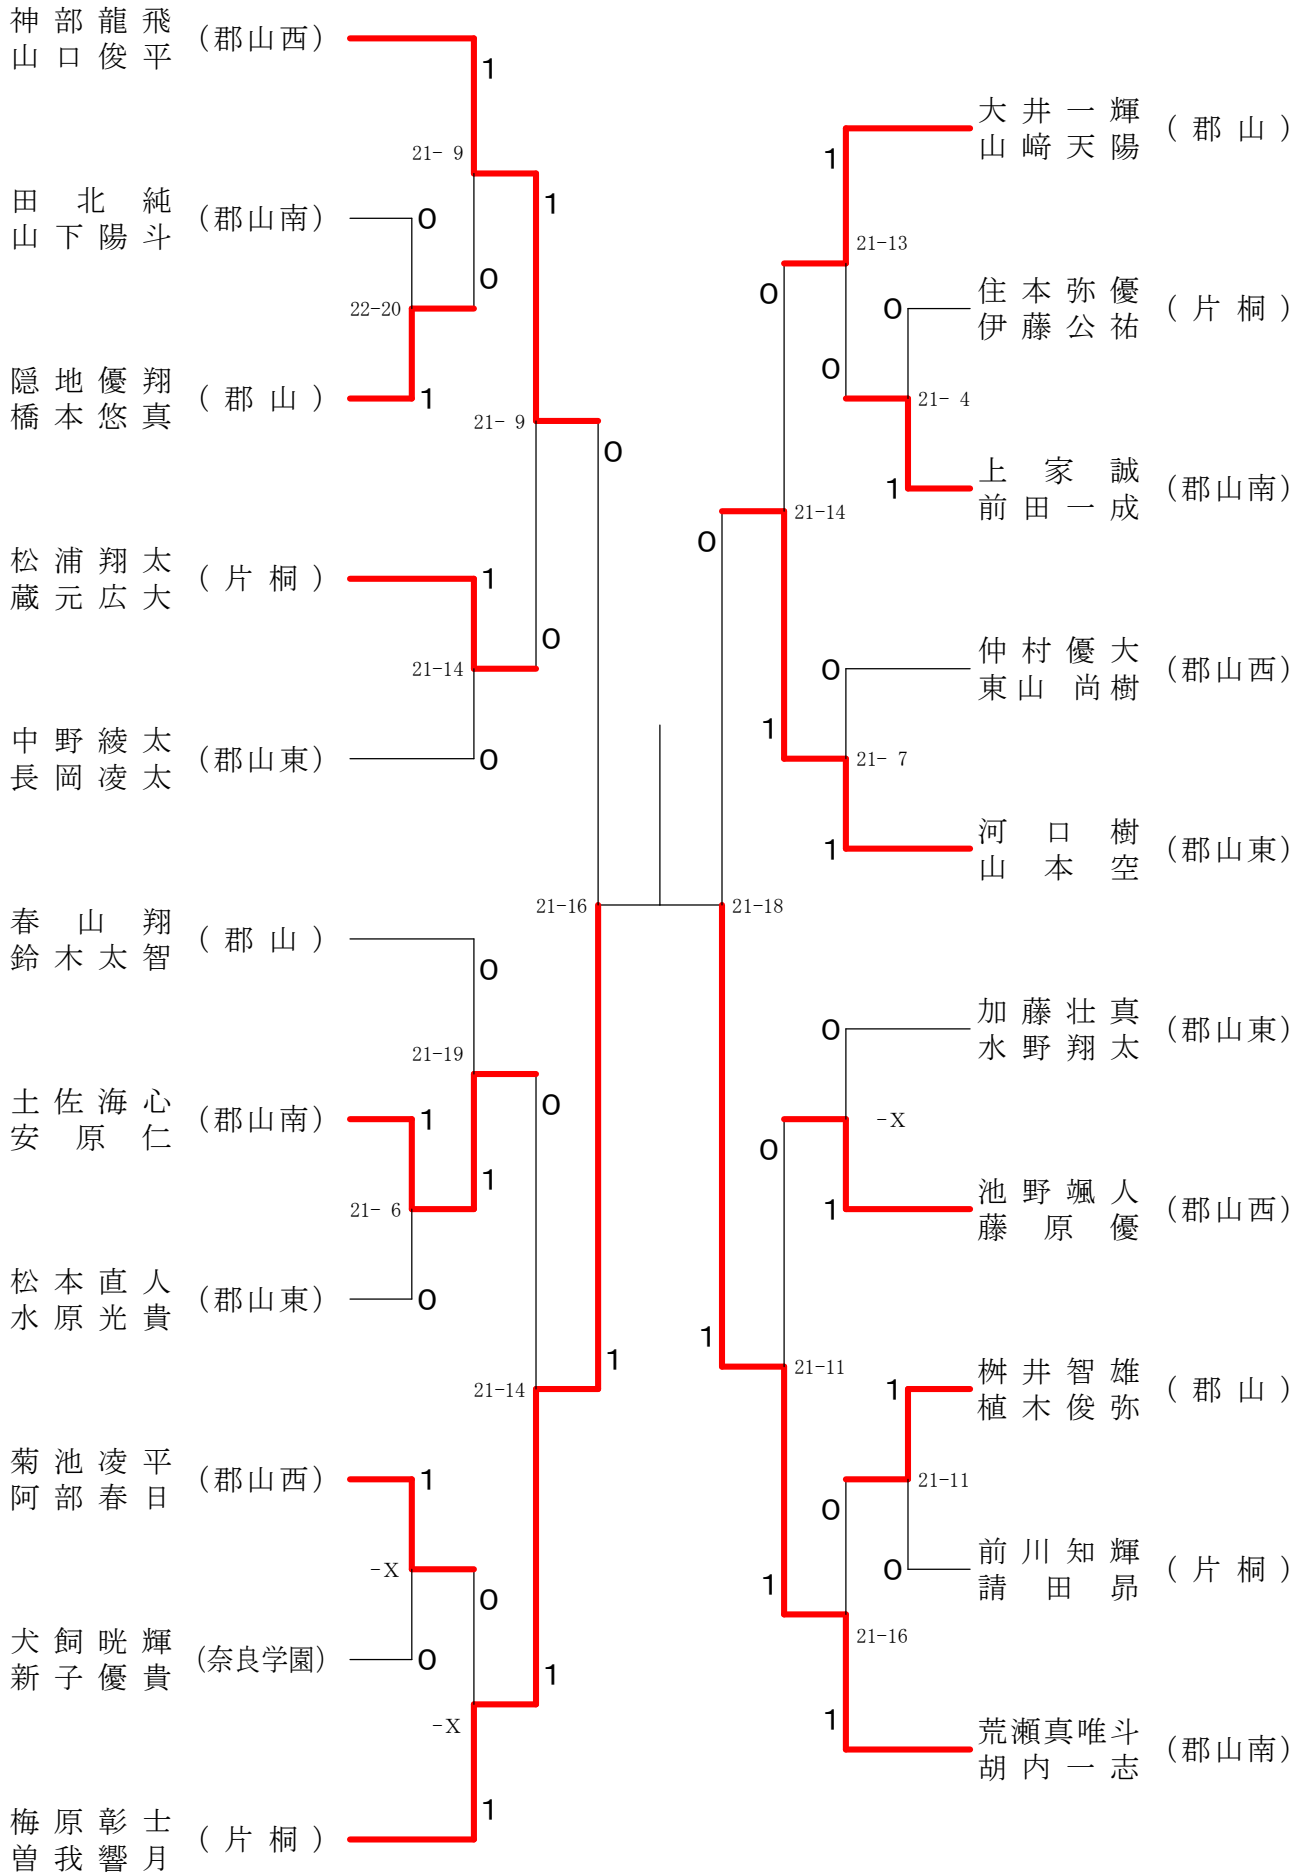 神部龍飛
山口俊平
(郡山西)
1
21- 9
田北純
山下陽斗
(郡山南)
0
1
0
22-20
隠地優翔
橋本悠真
(郡山)
1
21- 9
0
松浦翔太
蔵元広大
(片桐)
1
0
21-14
中野綾太
長岡凌太
(郡山東)
0
春山翔
鈴木太智
(郡山)
0
21-16
21-19
土佐海心
安原仁
(郡山南)
1
0
1
21- 6
松本直人
水原光貴
(郡山東)
0
1
21-14
菊池凌平
阿部春日
(郡山西)
1
-X
0
犬飼晄輝
新子優貴
(奈良学園)
0
1
-X
梅原彰士
曽我響月
(片桐)
1
大井一輝
山﨑天陽
(郡山)
1
21-13
0
住本弥優
伊藤公祐
(片桐)
0
0
21- 4
上家誠
前田一成
(郡山南)
1
21-14
0
仲村優大
東山尚樹
(郡山西)
0
1
21- 7
河口樹
山本空
(郡山東)
1
21-18
加藤壮真
水野翔太
(郡山東)
0
-X
0
池野颯人
藤原優
(郡山西)
1
1
21-11
桝井智雄
植木俊弥
(郡山)
1
21-11
0
前川知輝
請田昴
(片桐)
0
1
21-16
荒瀬真唯斗
胡内一志
(郡山南)
1